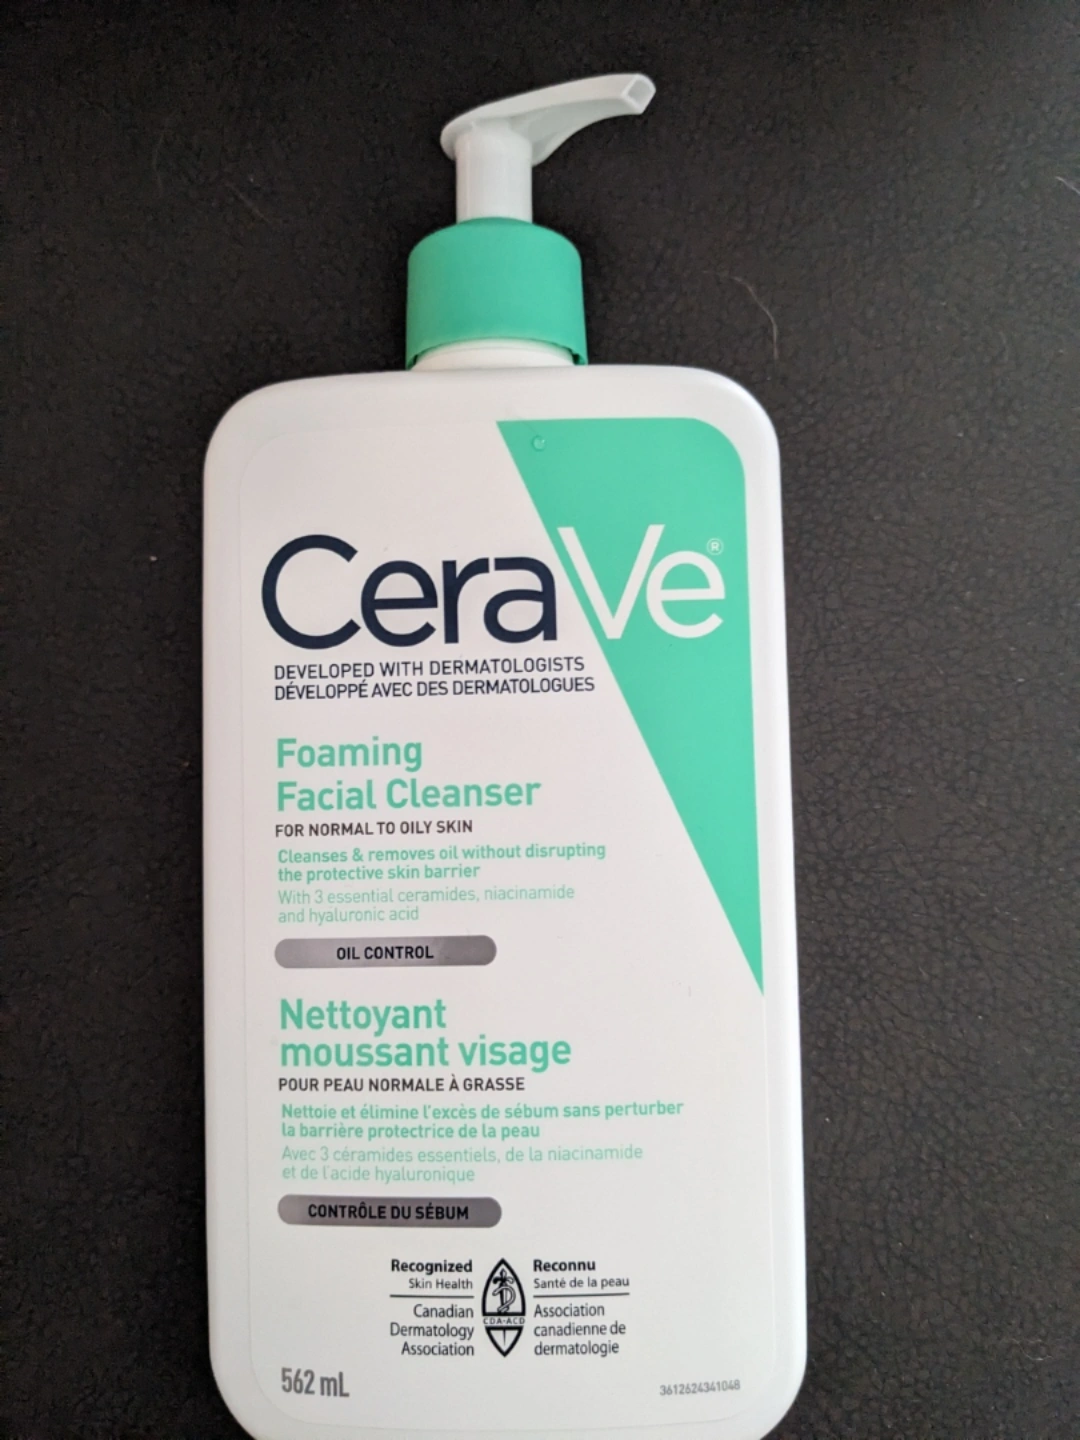 CeraVe®
DEVELOPED WITH DERMATOLOGISTS
DÉVELOPPÉ AVEC DES DERMATOLOGUES
Foaming
Facial Cleanser
FOR NORMAL TO OILY SKIN
Cleanses & removes oil without disrupting
the protective skin barrier
With 3 essential ceramides, niacinamide
and hyaluronic acid
OIL CONTROL
Nettoyant
moussant visage
POUR PEAU NORMALE À GRASSE
Nettoie et élimine l'excès de sébum sans perturber
la barrière protectrice de la peau
Avec 3 céramides essentiels, de la niacinamide
et de l'acide hyaluronique
CONTRÔLE DU SÉBUM
Recognized
Skin Health
Canadian
Dermatology
Association
CDA-ACD
Reconnu
Santé de la peau
Association
canadienne de
dermatologie
562 mL
3612624341048